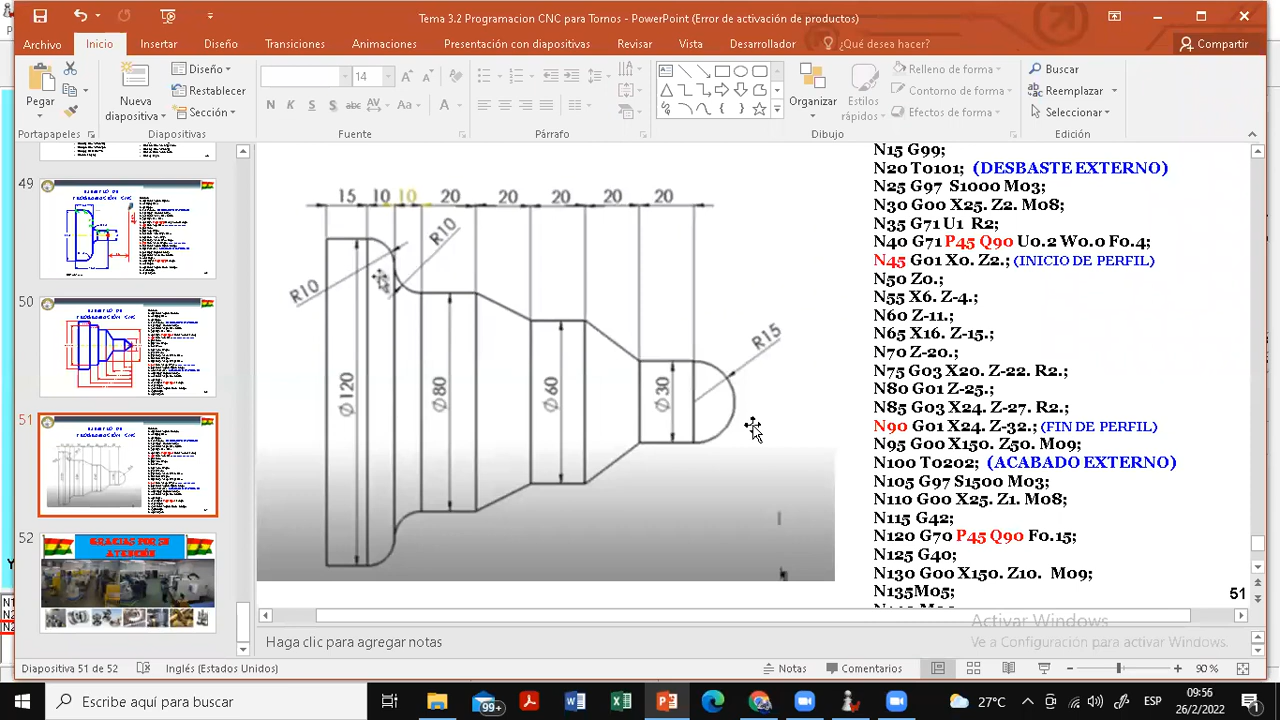 Tema 3.2 Programacion CNC para Tornos - PowerPoint (Error de activación de productos)
Archivo
Inicio
Insertar
Diseño
Transiciones
Animaciones
Presentación con diapositivas
Revisar
Vista
Desarrollador
¿Qué desea hacer?
Compartir
Pegar
Nueva
diapositiva
Diseño
Restablecer
Sección
14
N K S S abc AV Aa A
Organizar
Estilos
rápidos
Relleno de forma
Contorno de forma
Efectos de forma
Buscar
Reemplazar
Seleccionar
Portapapeles
Diapositivas
Fuente
Párrafo
Dibujo
Edición
49
50
51
52
GRACIAS POR SU
ATENCIÓN
15 10 10 20 20 20 20 20
R10
R10
R15
Ø120
Ø80
Ø60
Ø30
N15 G99;
N20 T0101; (DESBASTE EXTERNO)
N25 G97 S1000 M03;
N30 G00 X25. Z2. M08;
N35 G71 U1 R2;
N40 G71 P45 Q90 U0.2 W0.0 F0.4;
N45 G01 X0. Z2.; (INICIO DE PERFIL)
N50 Z0.;
N55 X6. Z-4.;
N60 Z-11.;
N65 X16. Z-15.;
N70 Z-20.;
N75 G03 X20. Z-22. R2.;
N80 G01 Z-25.;
N85 G03 X24. Z-27. R2.;
N90 G01 X24. Z-32.; (FIN DE PERFIL)
N95 G00 X150. Z50. M09;
N100 T0202; (ACABADO EXTERNO)
N105 G97 S1500 M03;
N110 G00 X25. Z1. M08;
N115 G42;
N120 G70 P45 Q90 F0.15;
N125 G40;
N130 G00 X150. Z10. M09;
N135M05;
51
Activar Windows
Ve a Configuración para activar Windows.
Haga clic para agregar notas
Diapositiva 51 de 52
Inglés (Estados Unidos)
Notas
Comentarios
90 %
Escribe aquí para buscar
99+
27°C
ESP
09:56
26/2/2022
1